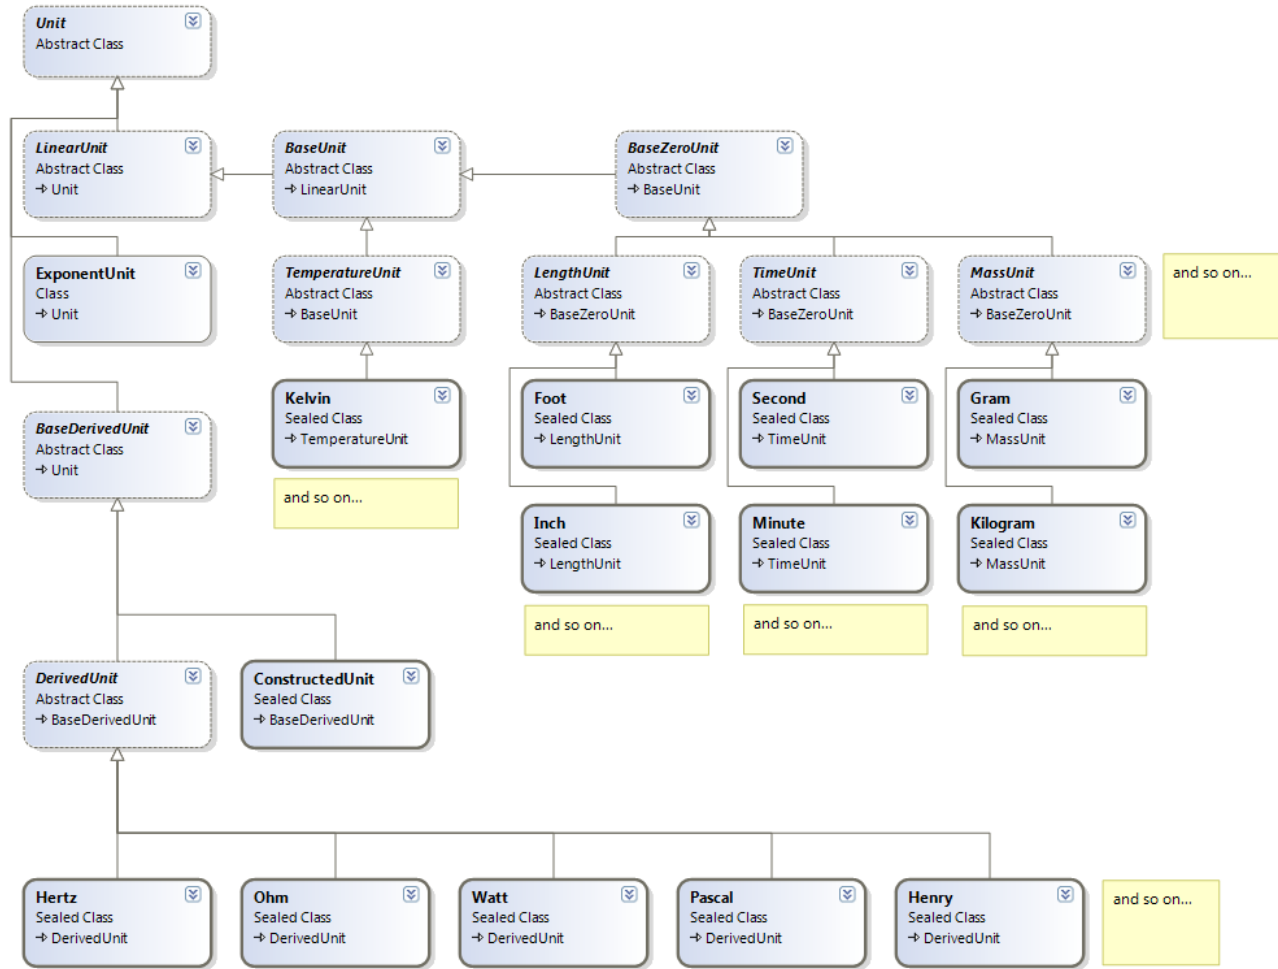 Unit
Abstract Class
LinearUnit
Abstract Class
Unit
BaseUnit
Abstract Class
LinearUnit
BaseZeroUnit
Abstract Class
BaseUnit
ExponentUnit
Class
Unit
TemperatureUnit
Abstract Class
BaseUnit
LengthUnit
Abstract Class
BaseZeroUnit
TimeUnit
Abstract Class
BaseZeroUnit
MassUnit
Abstract Class
BaseZeroUnit
and so on...
BaseDerivedUnit
Abstract Class
Unit
Kelvin
Sealed Class
TemperatureUnit
Foot
Sealed Class
LengthUnit
Second
Sealed Class
TimeUnit
Gram
Sealed Class
MassUnit
and so on...
Inch
Sealed Class
LengthUnit
Minute
Sealed Class
TimeUnit
Kilogram
Sealed Class
MassUnit
and so on...
and so on...
and so on...
DerivedUnit
Abstract Class
BaseDerivedUnit
ConstructedUnit
Sealed Class
BaseDerivedUnit
Hertz
Sealed Class
DerivedUnit
Ohm
Sealed Class
DerivedUnit
Watt
Sealed Class
DerivedUnit
Pascal
Sealed Class
DerivedUnit
Henry
Sealed Class
DerivedUnit
and so on...